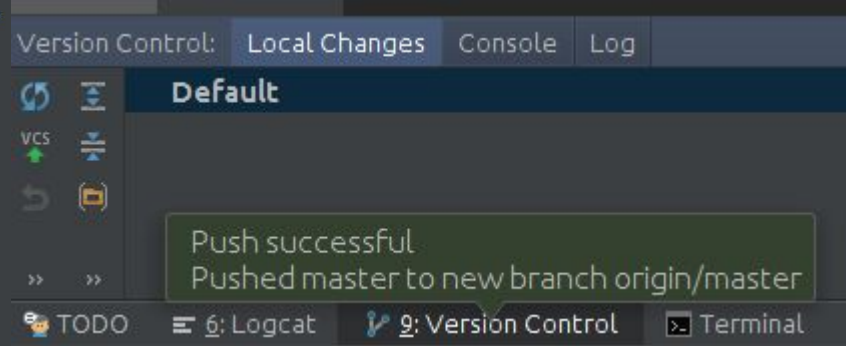 Version Control: Local Changes Console Log
Default
VCS
Push successful
Pushed master to new branch origin/master
TODO 6: Logcat 9: Version Control Terminal